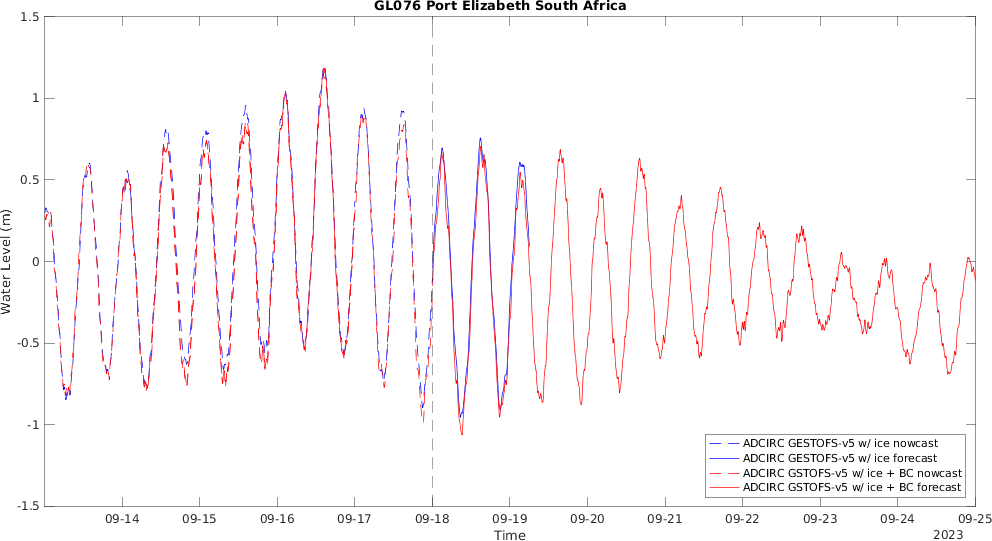 GL076 Port Elizabeth South Africa
1.5
1
0.5
0
-0.5
-1
-1.5
Water Level (m)
ADCIRC GESTOFS-v5 w/ ice nowcast
ADCIRC GESTOFS-v5 w/ ice forecast
ADCIRC GSTOFS-v5 w/ ice + BC nowcast
ADCIRC GSTOFS-v5 w/ ice + BC forecast
09-14 09-15 09-16 09-17 09-18 09-19 09-20 09-21 09-22 09-23 09-24 09-25
Time
2023